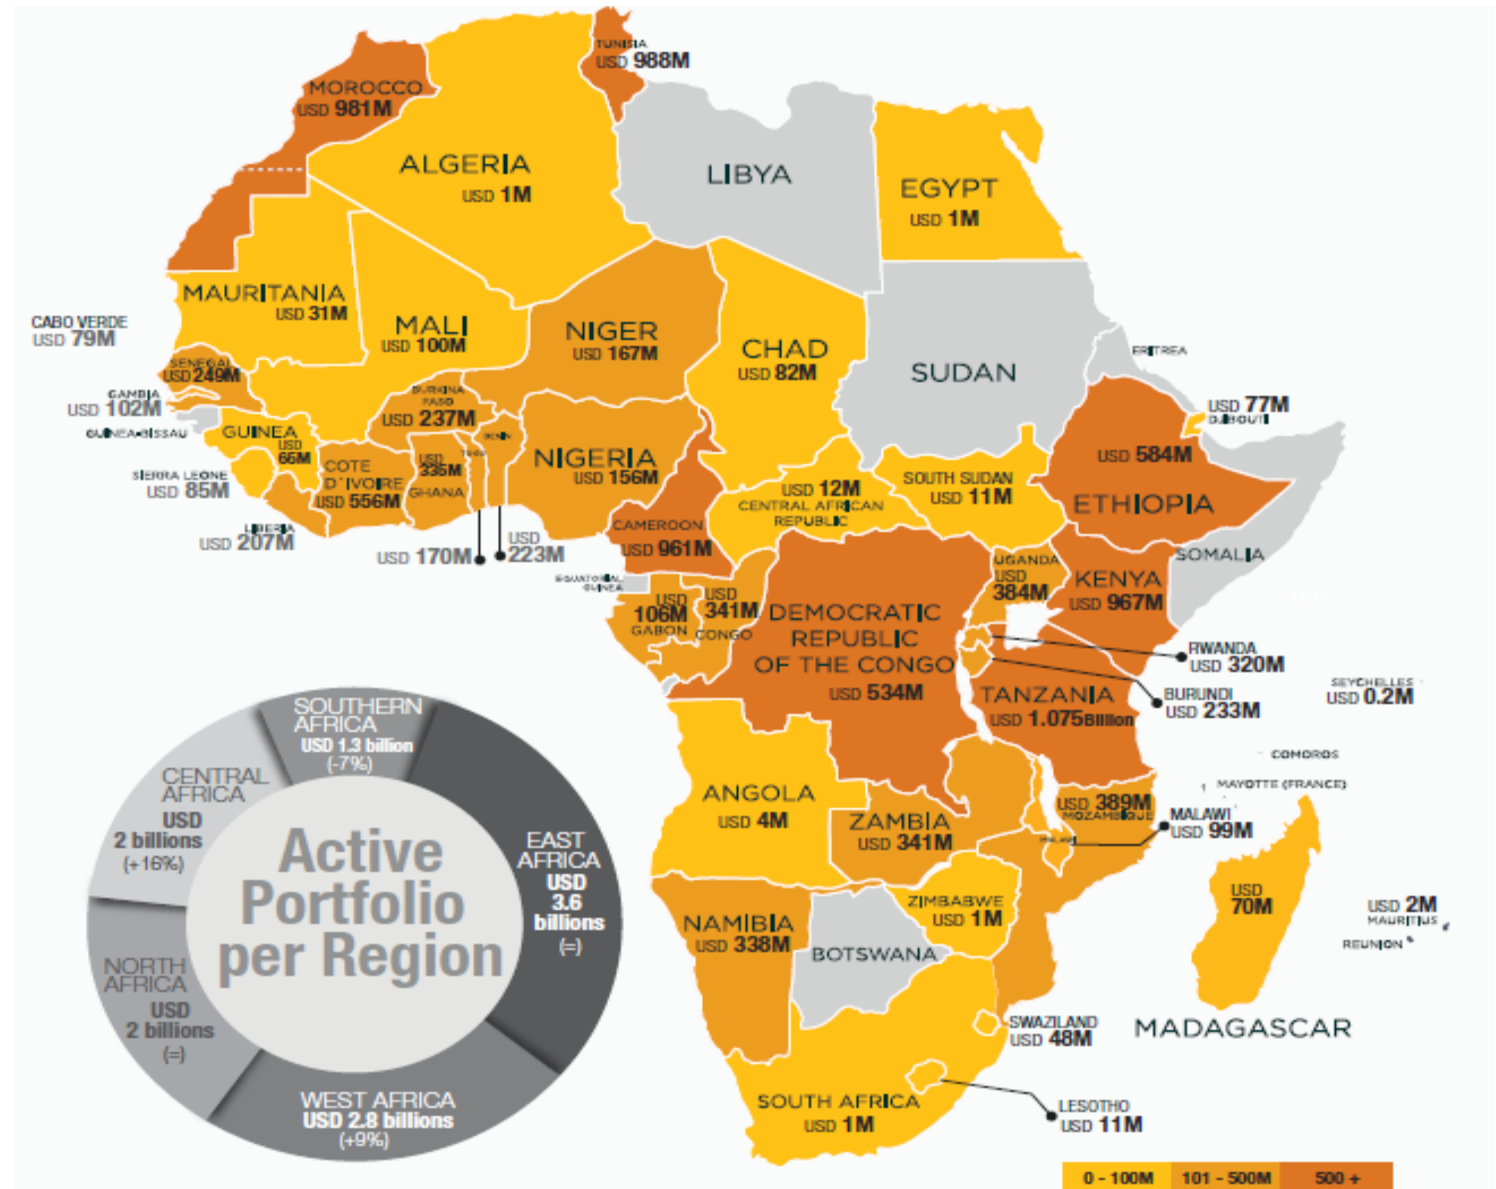 TUNISIA
USD 988M
MOROCCO
USD 981M
ALGERIA
USD 1M
LIBYA
EGYPT
USD 1M
MAURITANIA
USD 31M
CABO VERDE
USD 79M
MALI
USD 100M
NIGER
USD 167M
CHAD
USD 82M
SUDAN
ERITREA
SENEGAL
USD 249M
GAMBIA
USD 102M
GUINEA-BISSAU
BURKINA
FASO
USD 237M
USD 77M
DJIBOUTI
GUINEA
USD
66M
BENIN
TOGO
NIGERIA
USD 156M
USD 584M
ETHIOPIA
SIERRA LEONE
USD 85M
COTE
D'IVOIRE
USD 556M
USD
335M
GHANA
USD 12M
CENTRAL AFRICAN
REPUBLIC
SOUTH SUDAN
USD 11M
LIBERIA
USD 207M
USD 170M
USD
223M
CAMEROON
USD 961M
SOMALIA
EQUATORIAL
GUINEA
UGANDA
USD
384M
KENYA
USD 967M
USD
106M
GABON
USD
341M
CONGO
DEMOCRATIC
REPUBLIC
OF THE CONGO
USD 534M
RWANDA
USD 320M
BURUNDI
USD 233M
SEYCHELLES
USD 0.2M
TANZANIA
USD 1.075Billion
COMOROS
MAYOTTE (FRANCE)
ANGOLA
USD 4M
ZAMBIA
USD 341M
USD 389M
MOZAMBIQUE
MALAWI
USD 99M
NAMIBIA
USD 338M
ZIMBABWE
USD 1M
BOTSWANA
USD
70M
MADAGASCAR
USD 2M
MAURITIUS
REUNION
SWAZILAND
USD 48M
SOUTH AFRICA
USD 1M
LESOTHO
USD 11M
SOUTHERN
AFRICA
USD 1.3 billion
(-7%)
CENTRAL
AFRICA
USD
2 billions
(+16%)
EAST
AFRICA
USD
3.6
billions
(=)
Active
Portfolio
per Region
NORTH
AFRICA
USD
2 billions
(=)
WEST AFRICA
USD 2.8 billions
(+9%)
0 - 100M
101 - 500M
500 +